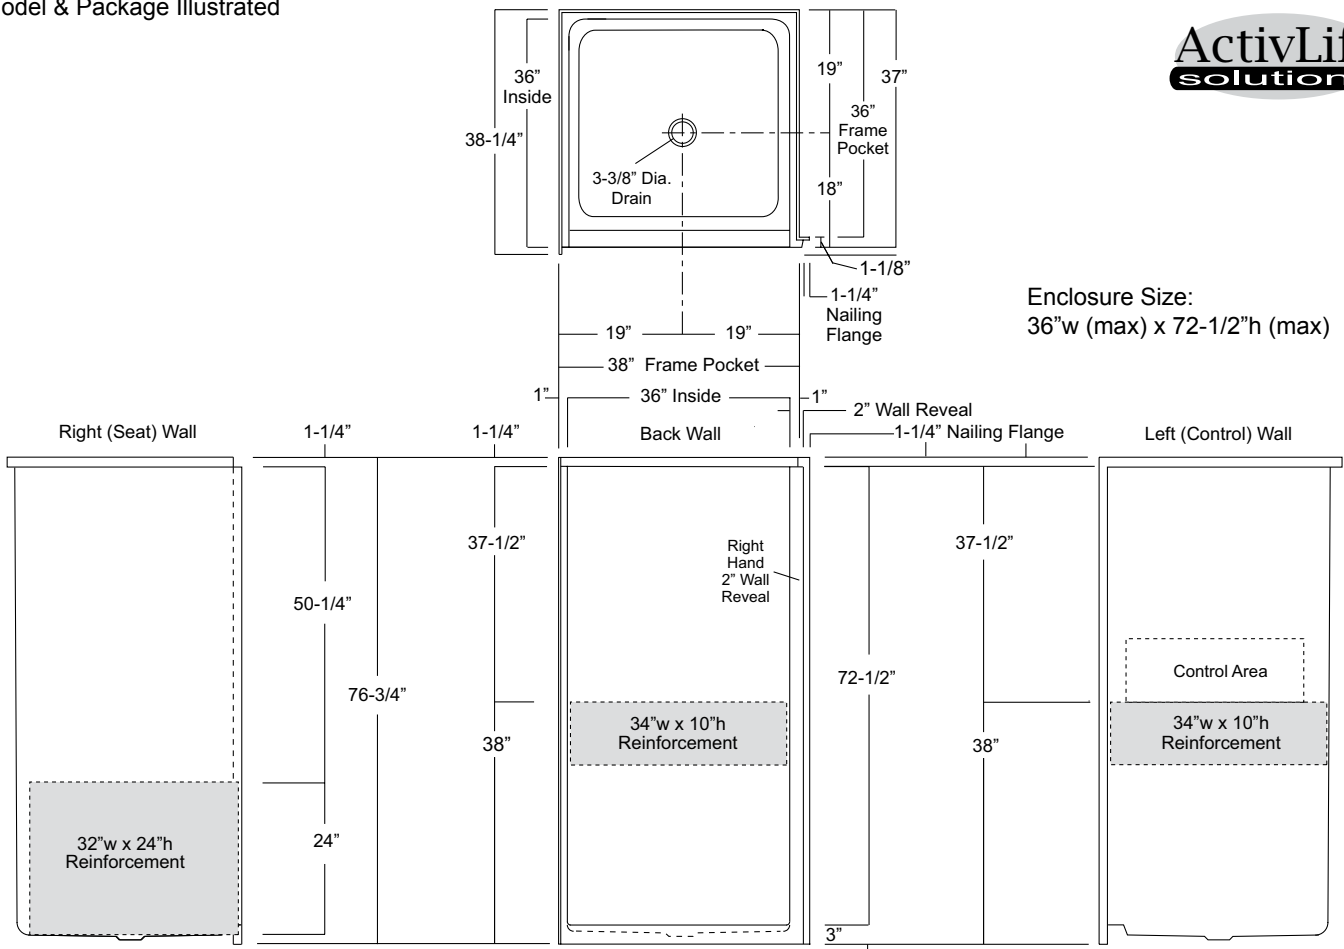 odel & Package Illustrated
ActivLif
solution
36”
Inside
38-1/4”
3-3/8” Dia.
Drain
19”
37”
36”
Frame
Pocket
18”
1-1/8”
1-1/4”
Nailing
Flange
Enclosure Size:
36”w (max) x 72-1/2”h (max)
19”
19”
38” Frame Pocket
1”
36” Inside
1”
2” Wall Reveal
Right (Seat) Wall
1-1/4”
1-1/4”
Back Wall
1-1/4” Nailing Flange
Left (Control) Wall
37-1/2”
Right
Hand
2” Wall
Reveal
37-1/2”
50-1/4”
76-3/4”
72-1/2”
Control Area
38”
34”w x 10”h
Reinforcement
38”
34”w x 10”h
Reinforcement
32”w x 24”h
Reinforcement
24”
3”